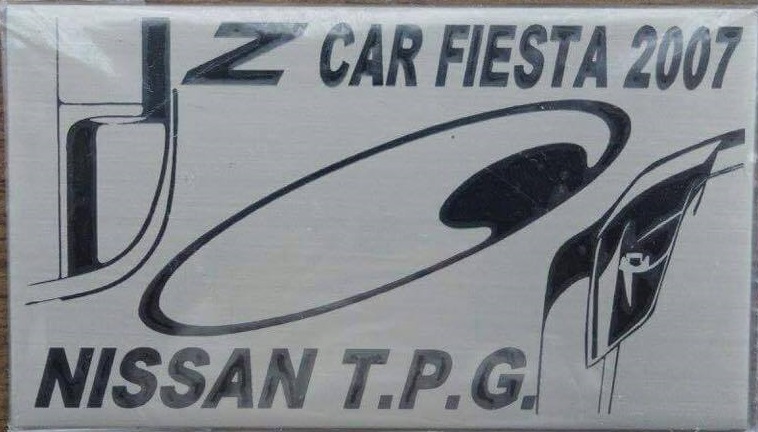 N CAR FIESTA 2007
NISSAN T.P.G.